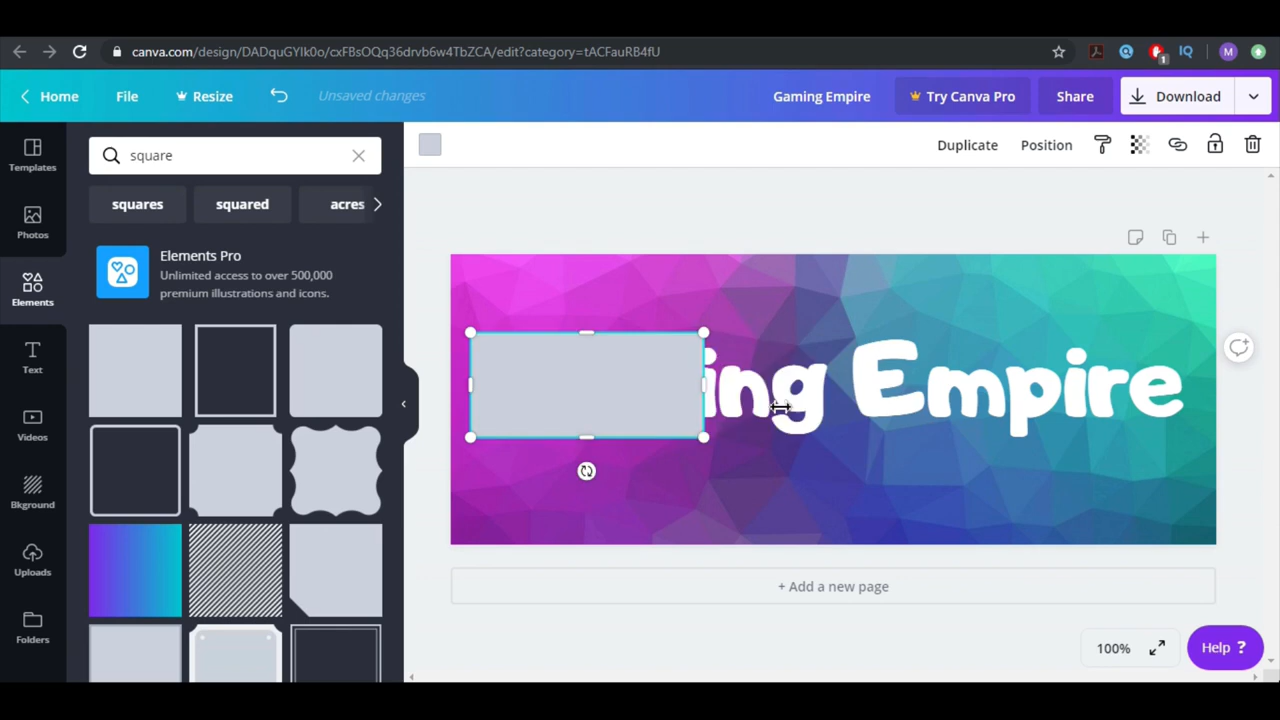 canva.com/design/DADquGYIk0o/cxFBsOQq36drvb6w4TbZCA/edit?category=tACFauRB4fU
1
IQ
M
Home
File
Resize
Unsaved changes
Gaming Empire
Try Canva Pro
Share
Download
Templates
Photos
Elements
Text
Videos
Bkground
Uploads
Folders
square
squares
squared
acres
Elements Pro
Unlimited access to over 500,000
premium illustrations and icons.
Duplicate
Position
ing Empire
+ Add a new page
100%
Help ?